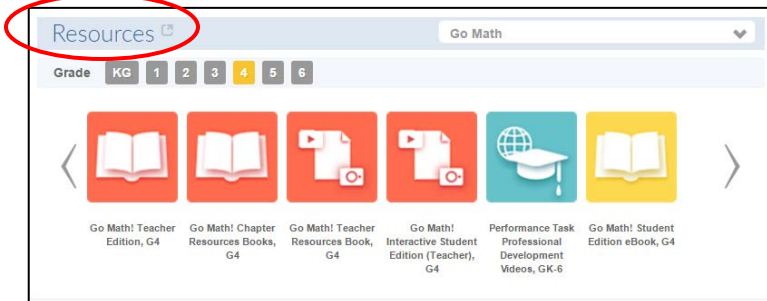 Resources
Go Math
Grade KG 1 2 3 4 5 6
Go Math! Teacher
Edition, G4
Go Math! Chapter
Resources Books,
G4
Go Math! Teacher
Resources Book,
G4
Go Math!
Interactive Student
Edition (Teacher),
G4
Performance Task
Professional
Development
Videos, GK-6
Go Math! Student
Edition eBook, G4